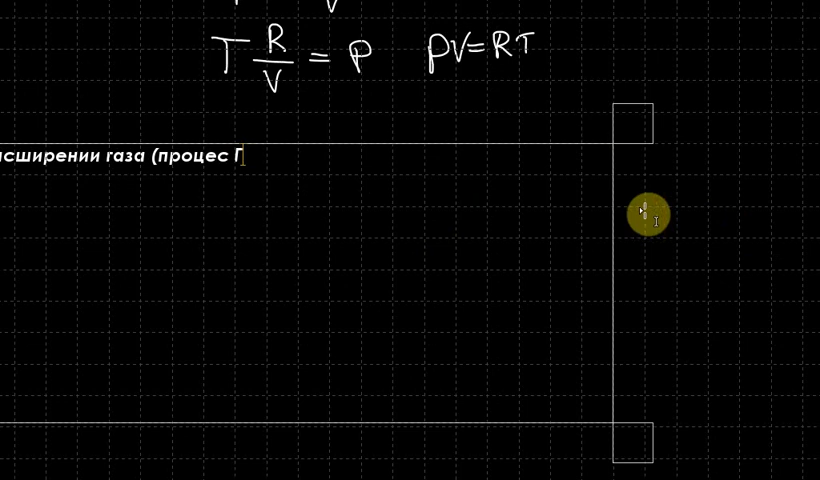 V
T R/V = P PV=RT
асширении газа (процес Г